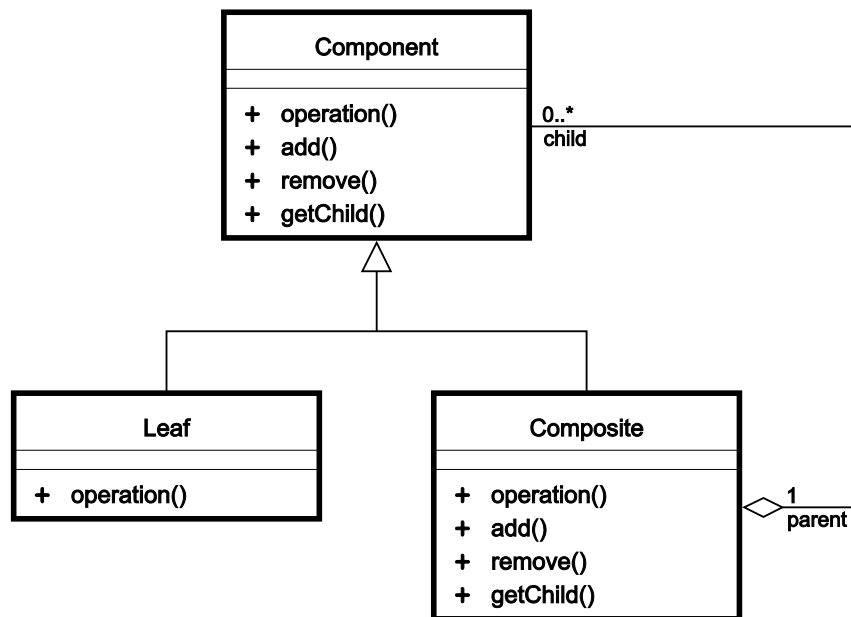 Component
+ operation()
+ add()
+ remove()
+ getChild()
0..*
child
Leaf
+ operation()
Composite
+ operation()
+ add()
+ remove()
+ getChild()
1
parent